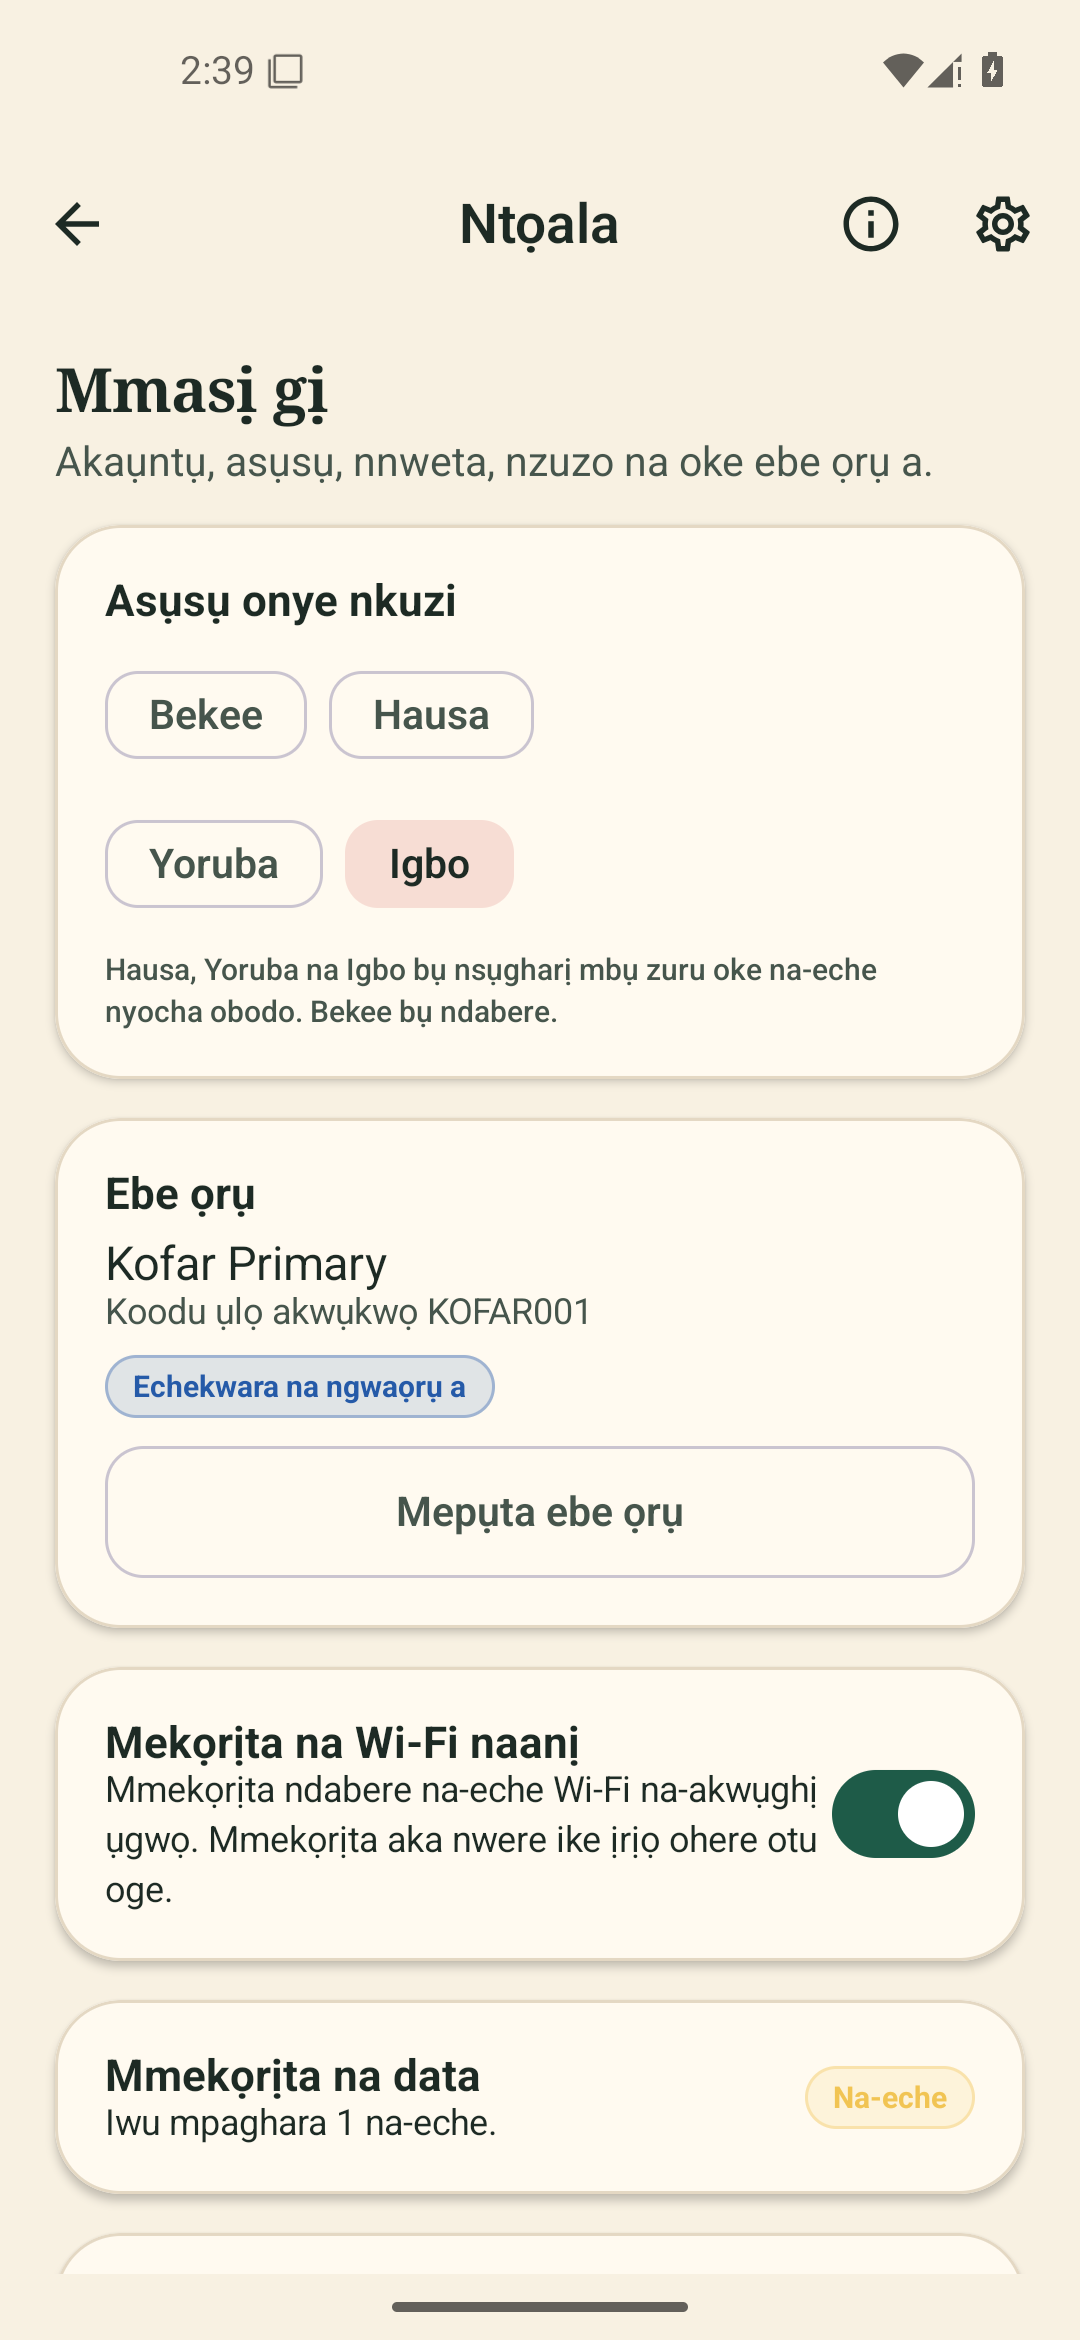 2:39
Ntọala
Mmasị gị
Akaụntụ, asụsụ, nnweta, nzuzo na oke ebe ọrụ a.
Asụsụ onye nkuzi
Bekee
Hausa
Yoruba
Igbo
Hausa, Yoruba na Igbo bụ nsụgharị mbụ zuru oke na-eche
nyocha obodo. Bekee bụ ndabere.
Ebe ọrụ
Kofar Primary
Koodu ụlọ akwụkwọ KOFAR001
Echekwara na ngwaọrụ a
Mepụta ebe ọrụ
Mekọrịta na Wi-Fi naanị
Mmekọrịta ndabere na-eche Wi-Fi na-akwụghị
ụgwọ. Mmekọrịta aka nwere ike ịrịọ ohere otu
oge.
Mmekọrịta na data
Iwu mpaghara 1 na-eche.
Na-eche